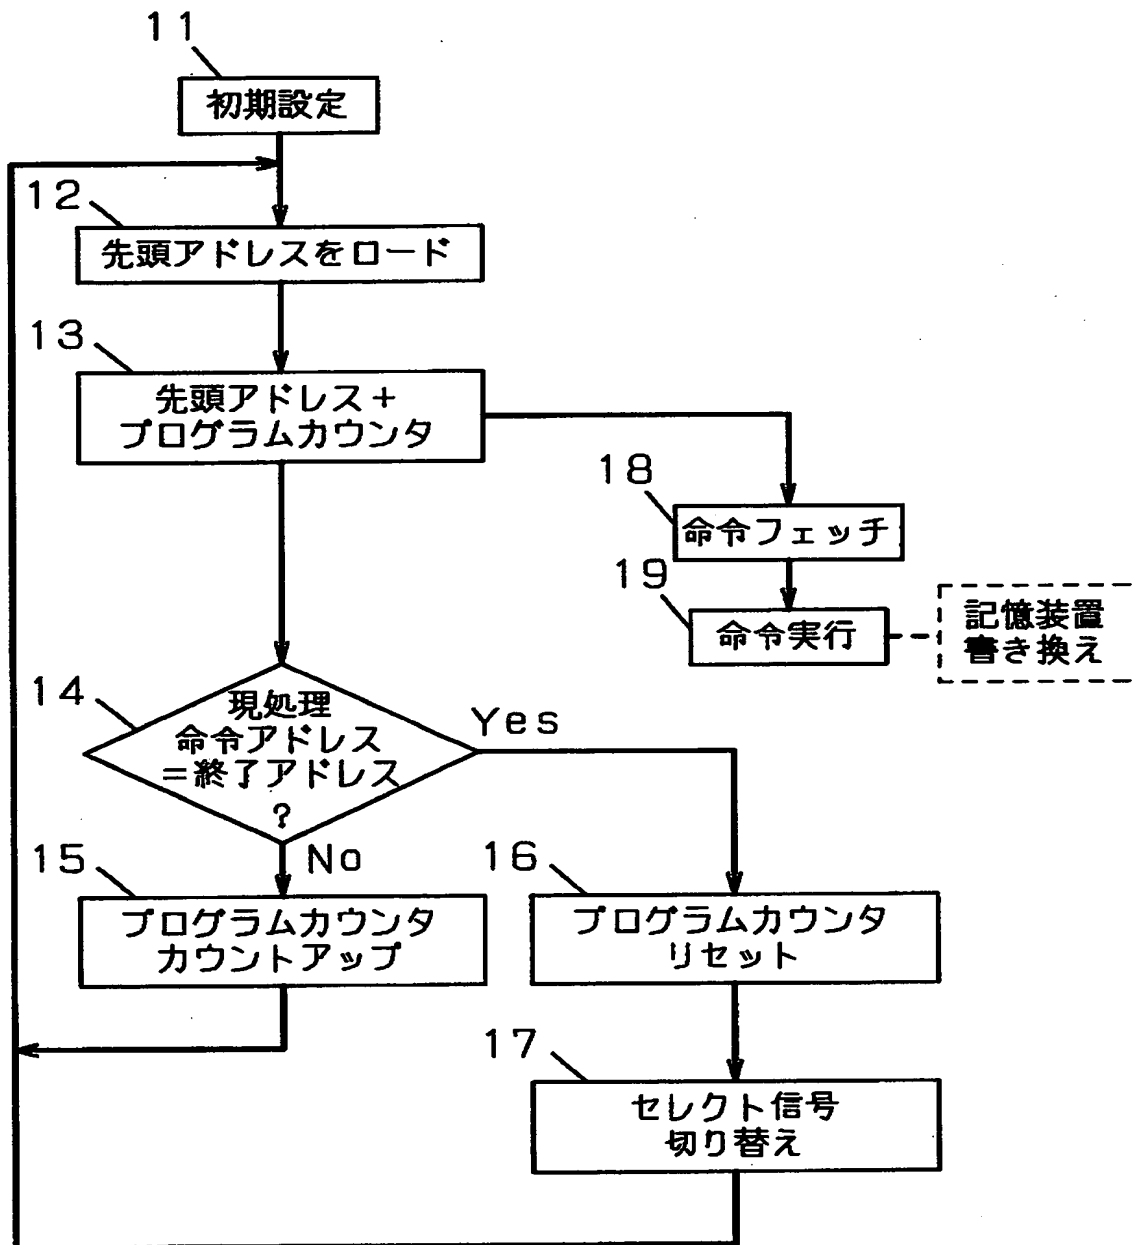 11
初期設定
12
先頭アドレスをロード
13
先頭アドレス+
プログラムカウンタ
18
命令フェッチ
19
命令実行
記憶装置
書き換え
14
現処理
命令アドレス
=終了アドレス
?
Yes
No
15
プログラムカウンタ
カウントアップ
16
プログラムカウンタ
リセット
17
セレクト信号
切り替え